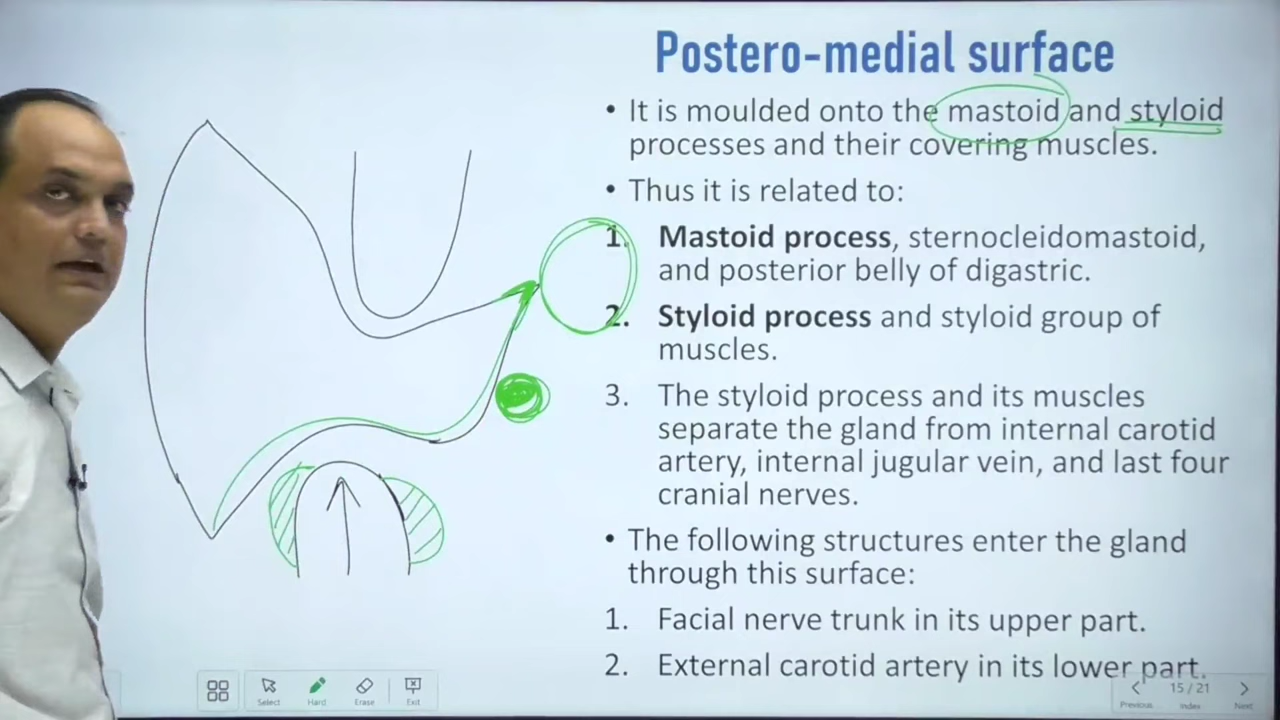 Postero-medial surface
• It is moulded onto the mastoid and styloid
processes and their covering muscles.
• Thus it is related to:
1. Mastoid process, sternocleidomastoid,
and posterior belly of digastric.
2. Styloid process and styloid group of
muscles.
3. The styloid process and its muscles
separate the gland from internal carotid
artery, internal jugular vein, and last four
cranial nerves.
• The following structures enter the gland
through this surface:
1. Facial nerve trunk in its upper part.
2. External carotid artery in its lower part.
Select Hard Erase Exit
15 / 21
Previous Index Next